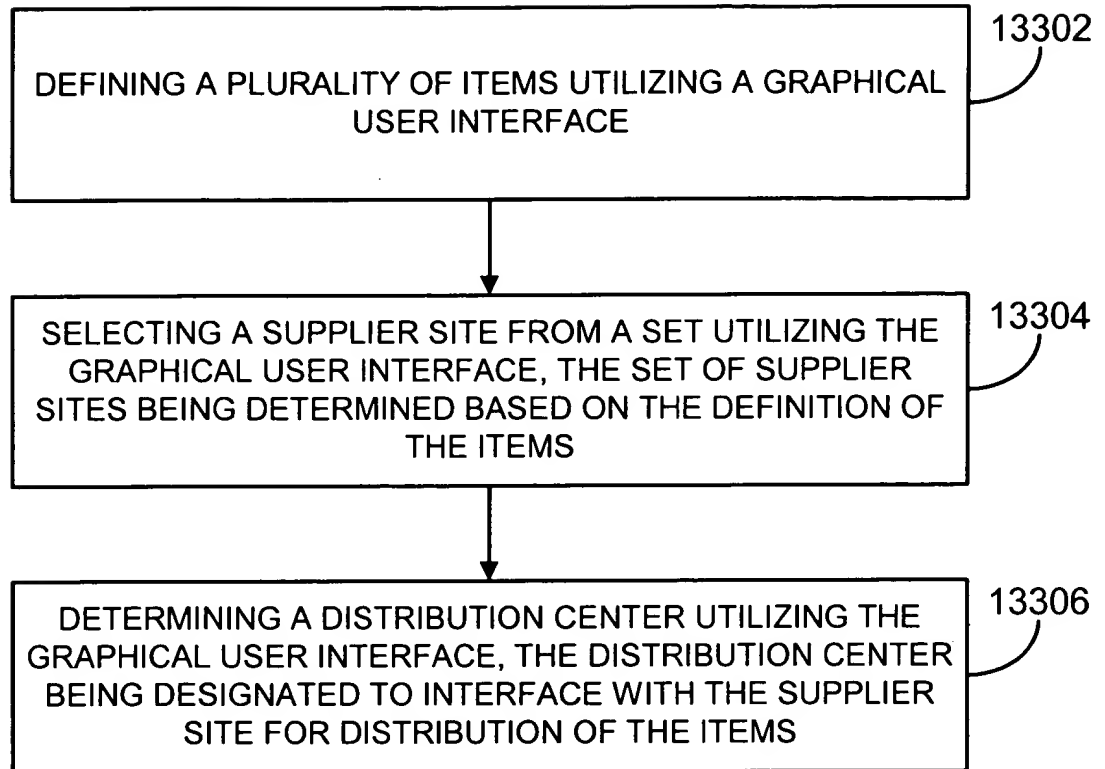 13302
DEFINING A PLURALITY OF ITEMS UTILIZING A GRAPHICAL
USER INTERFACE
13304
SELECTING A SUPPLIER SITE FROM A SET UTILIZING THE
GRAPHICAL USER INTERFACE, THE SET OF SUPPLIER
SITES BEING DETERMINED BASED ON THE DEFINITION OF
THE ITEMS
13306
DETERMINING A DISTRIBUTION CENTER UTILIZING THE
GRAPHICAL USER INTERFACE, THE DISTRIBUTION CENTER
BEING DESIGNATED TO INTERFACE WITH THE SUPPLIER
SITE FOR DISTRIBUTION OF THE ITEMS